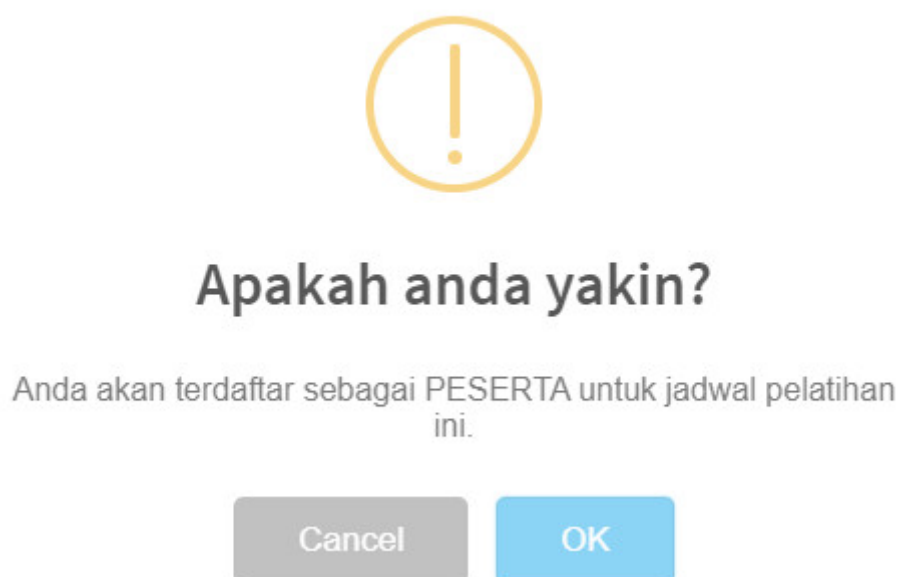 Apakah anda yakin?
Anda akan terdaftar sebagai PESERTA untuk jadwal pelatihan
ini.
Cancel OK